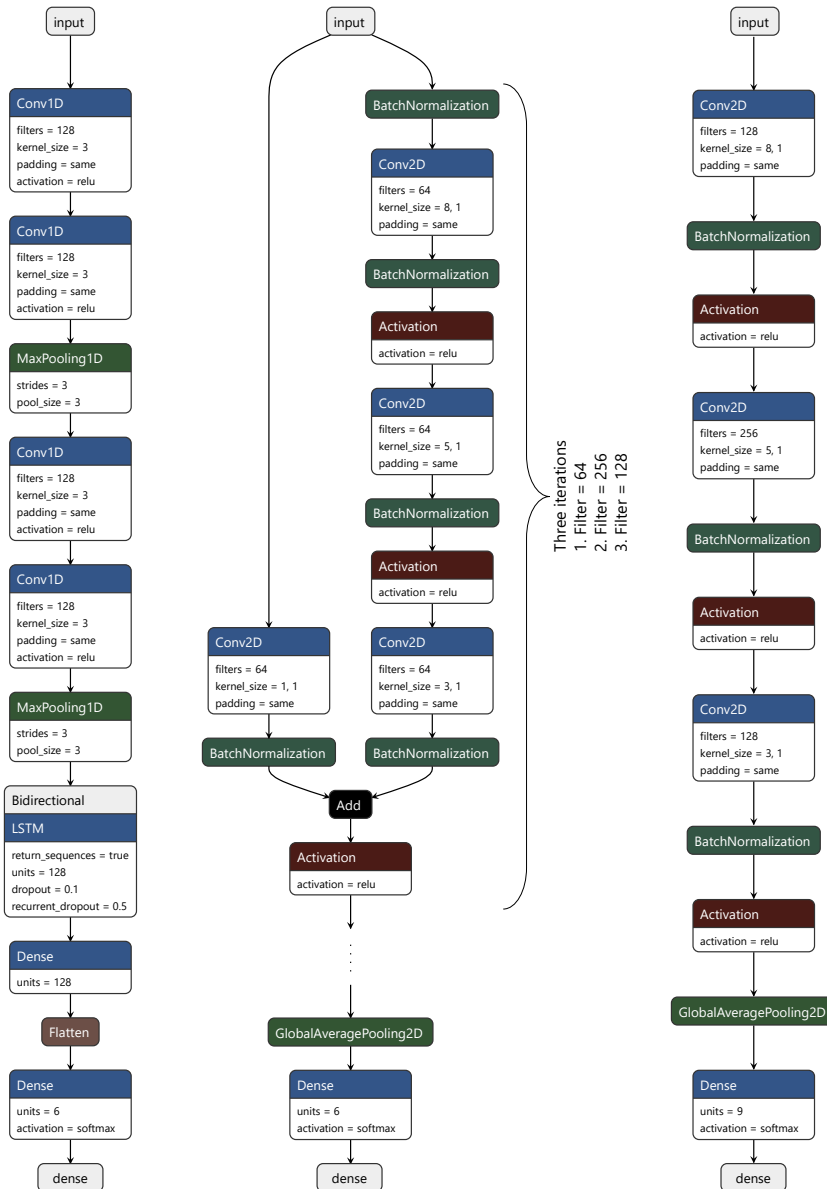 input
Conv1D
filters = 128
kernel_size = 3
padding = same
activation = relu
Conv1D
filters = 128
kernel_size = 3
padding = same
activation = relu
MaxPooling1D
strides = 3
pool_size = 3
Conv1D
filters = 128
kernel_size = 3
padding = same
activation = relu
Conv1D
filters = 128
kernel_size = 3
padding = same
activation = relu
MaxPooling1D
strides = 3
pool_size = 3
Bidirectional
LSTM
return_sequences = true
units = 128
dropout = 0.1
recurrent_dropout = 0.5
Dense
units = 128
Flatten
Dense
units = 6
activation = softmax
dense
input
BatchNormalization
Conv2D
filters = 64
kernel_size = 8, 1
padding = same
BatchNormalization
Activation
activation = relu
Conv2D
filters = 64
kernel_size = 5, 1
padding = same
BatchNormalization
Activation
activation = relu
Conv2D
filters = 64
kernel_size = 1, 1
padding = same
BatchNormalization
Conv2D
filters = 64
kernel_size = 3, 1
padding = same
BatchNormalization
Add
Activation
activation = relu
GlobalAveragePooling2D
Dense
units = 6
activation = softmax
dense
Three iterations
1. Filter = 64
2. Filter = 256
3. Filter = 128
input
Conv2D
filters = 128
kernel_size = 8, 1
padding = same
BatchNormalization
Activation
activation = relu
Conv2D
filters = 256
kernel_size = 5, 1
padding = same
BatchNormalization
Activation
activation = relu
Conv2D
filters = 128
kernel_size = 3, 1
padding = same
BatchNormalization
Activation
activation = relu
GlobalAveragePooling2D
Dense
units = 9
activation = softmax
dense